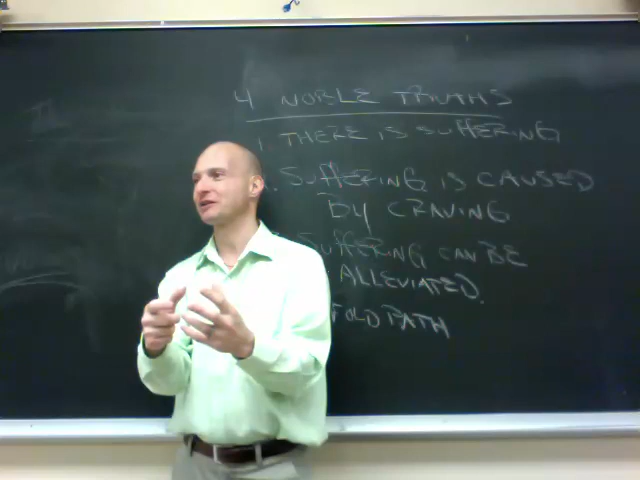 4 NOBLE TRUTHS
1. THERE IS SUFFERING
. SUFFERING IS CAUSED
BY CRAVING
SUFFERING CAN BE
ALLEVIATED.
FOLD PATH